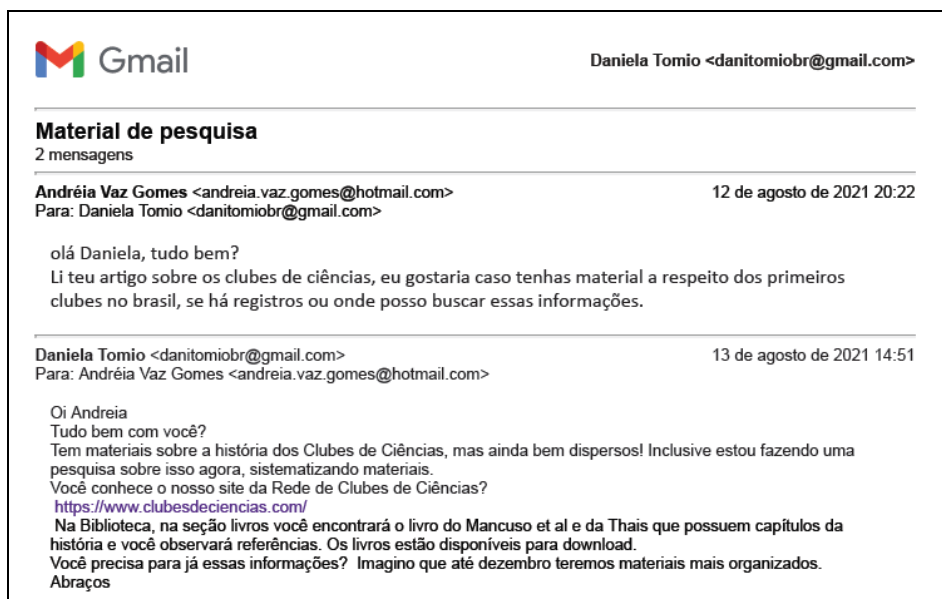 Gmail
Daniela Tomio <danitomiobr@gmail.com>
Material de pesquisa
2 mensagens
Andréia Vaz Gomes <andreia.vaz.gomes@hotmail.com>
12 de agosto de 2021 20:22
Para: Daniela Tomio <danitomiobr@gmail.com>
olá Daniela, tudo bem?
Li teu artigo sobre os clubes de ciências, eu gostaria caso tenhas material a respeito dos primeiros
clubes no brasil, se há registros ou onde posso buscar essas informações.
Daniela Tomio <danitomiobr@gmail.com>
13 de agosto de 2021 14:51
Para: Andréia Vaz Gomes <andreia.vaz.gomes@hotmail.com>
Oi Andreia
Tudo bem com você?
Tem materiais sobre a história dos Clubes de Ciências, mas ainda bem dispersos! Inclusive estou fazendo uma
pesquisa sobre isso agora, sistematizando materiais.
Você conhece o nosso site da Rede de Clubes de Ciências?
https://www.clubesdeciencias.com/
Na Biblioteca, na seção livros você encontrará o livro do Mancuso et al e da Thais que possuem capítulos da
história e você observará referências. Os livros estão disponíveis para download.
Você precisa para já essas informações? Imagino que até dezembro teremos materiais mais organizados.
Abraços